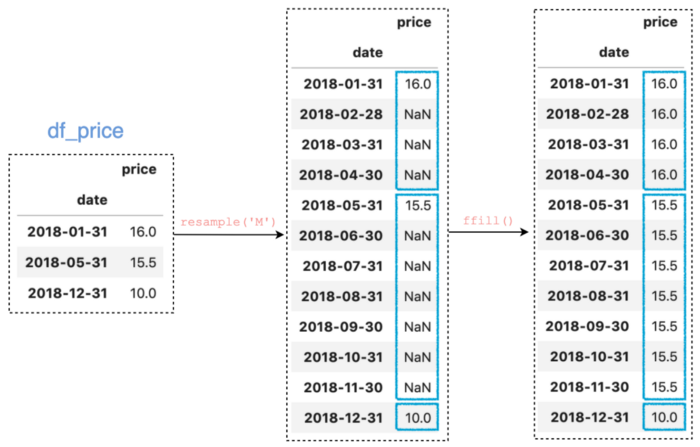 df_price
price
date
2018-01-31 16.0
2018-05-31 15.5
2018-12-31 10.0
resample('M')
price
date
2018-01-31 16.0
2018-02-28 NaN
2018-03-31 NaN
2018-04-30 NaN
2018-05-31 15.5
2018-06-30 NaN
2018-07-31 NaN
2018-08-31 NaN
2018-09-30 NaN
2018-10-31 NaN
2018-11-30 NaN
2018-12-31 10.0
ffill()
price
date
2018-01-31 16.0
2018-02-28 16.0
2018-03-31 16.0
2018-04-30 16.0
2018-05-31 15.5
2018-06-30 15.5
2018-07-31 15.5
2018-08-31 15.5
2018-09-30 15.5
2018-10-31 15.5
2018-11-30 15.5
2018-12-31 10.0